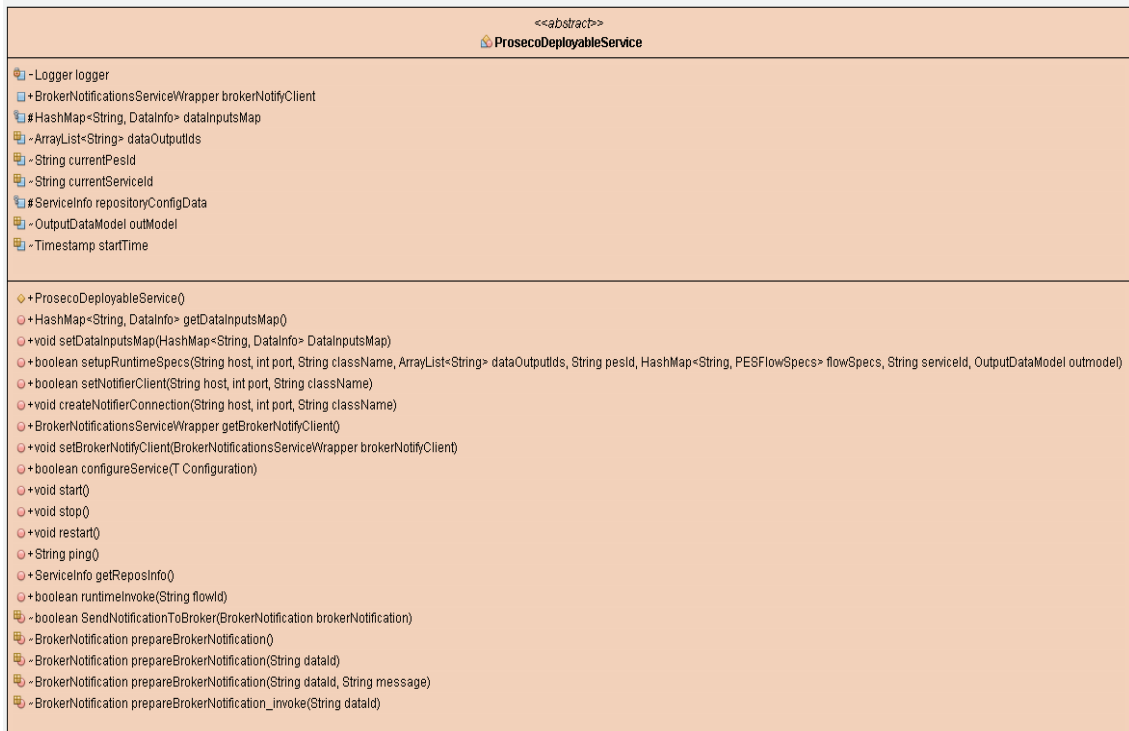 <<abstract>>
ProsecoDeployableService
-Logger logger
+BrokerNotificationsServiceWrapper brokerNotifyClient
#HashMap<String, DataInfo> dataInputsMap
~ArrayList<String> dataOutputIds
~String currentPesId
~String currentServiceId
#ServiceInfo repositoryConfigData
~OutputDataModel outModel
~Timestamp startTime
+ProsecoDeployableService()
+HashMap<String, DataInfo> getDataInputsMap()
+void setDataInputsMap(HashMap<String, DataInfo> DataInputsMap)
+boolean setupRuntimeSpecs(String host, int port, String className, ArrayList<String> dataOutputIds, String pesId, HashMap<String, PESFlowSpecs> flowSpecs, String serviceId, OutputDataModel outmodel)
+boolean setNotifierClient(String host, int port, String className)
+void createNotifierConnection(String host, int port, String className)
+BrokerNotificationsServiceWrapper getBrokerNotifyClient()
+void setBrokerNotifyClient(BrokerNotificationsServiceWrapper brokerNotifyClient)
+boolean configureService(T Configuration)
+void start()
+void stop()
+void restart()
+String ping()
+ServiceInfo getReposInfo()
+boolean runtimeInvoke(String flowId)
~boolean SendNotificationToBroker(BrokerNotification brokerNotification)
~BrokerNotification prepareBrokerNotification()
~BrokerNotification prepareBrokerNotification(String dataId)
~BrokerNotification prepareBrokerNotification(String dataId, String message)
~BrokerNotification prepareBrokerNotification_invoke(String dataId)